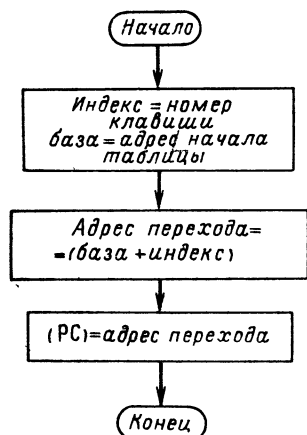 Начало
Индекс = номер
клавиши
база = адрес начала
таблицы
Адрес перехода=
=(база + индекс)
(PC)=адрес перехода
Конец